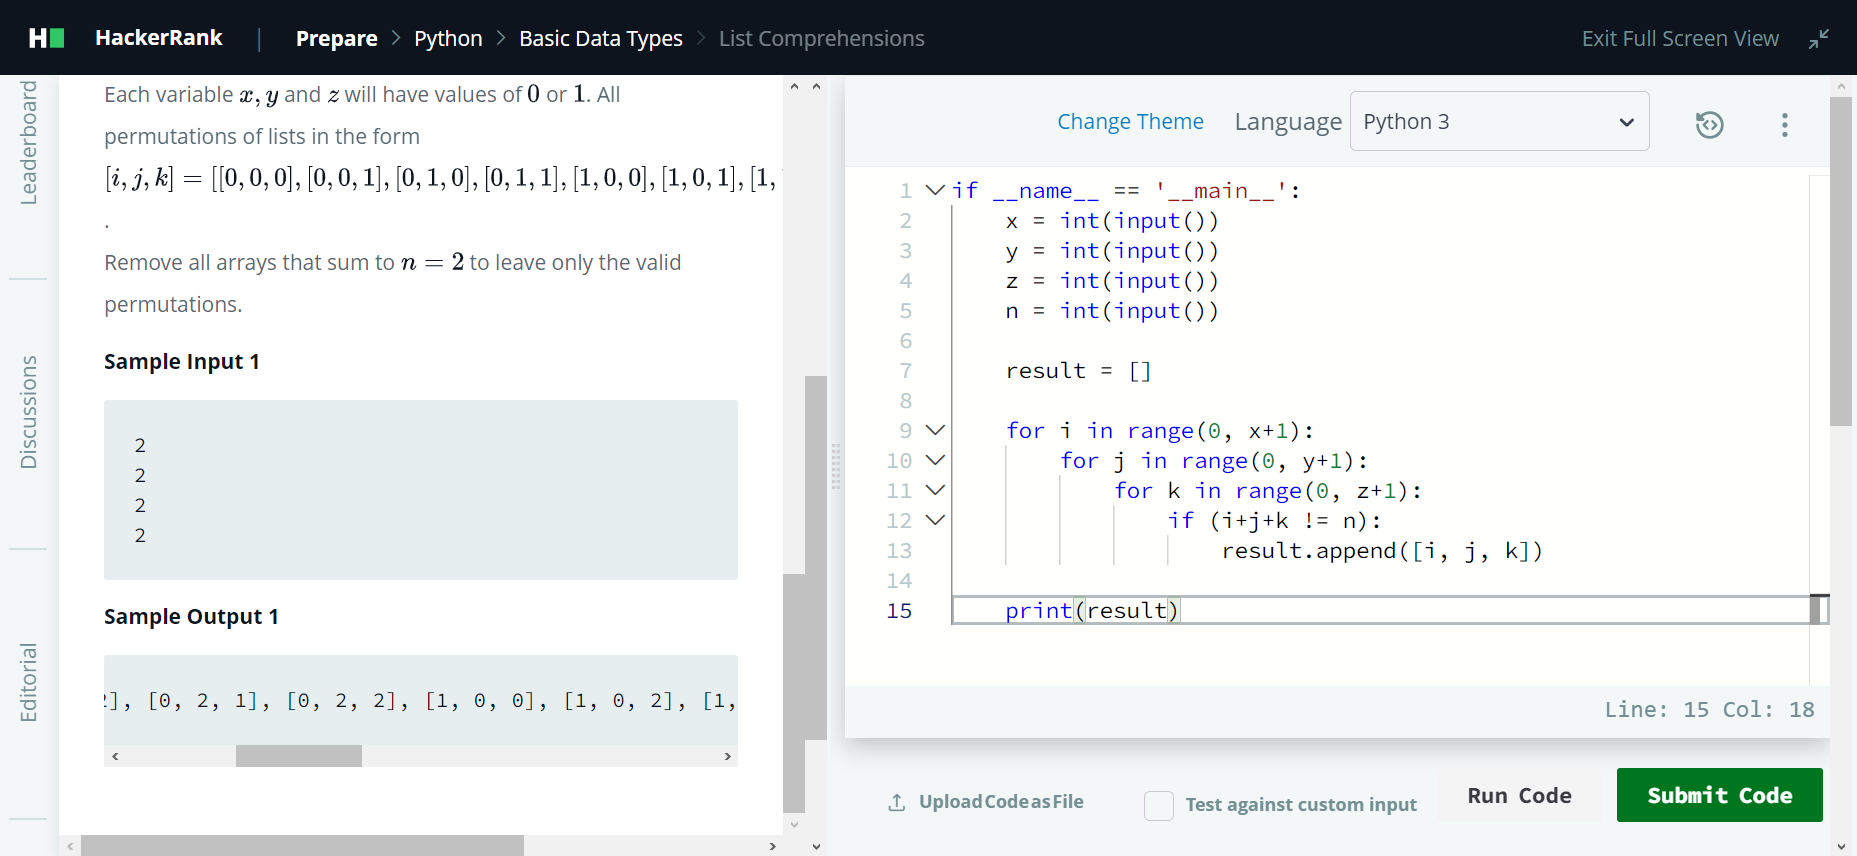 HackerRank | Prepare > Python > Basic Data Types > List Comprehensions
Exit Full Screen View
Leaderboard
Discussions
Editorial
Each variable x, y and z will have values of 0 or 1. All
permutations of lists in the form
[i, j, k] = [[0, 0, 0], [0, 0, 1], [0, 1, 0], [0, 1, 1], [1, 0, 0], [1, 0, 1], [1,
.
Remove all arrays that sum to n = 2 to leave only the valid
permutations.
Sample Input 1
2
2
2
2
Sample Output 1
2], [0, 2, 1], [0, 2, 2], [1, 0, 0], [1, 0, 2], [1,
Change Theme Language Python 3
1 if __name__ == '__main__':
2 x = int(input())
3 y = int(input())
4 z = int(input())
5 n = int(input())
6
7 result = []
8
9 for i in range(0, x+1):
10 for j in range(0, y+1):
11 for k in range(0, z+1):
12 if (i+j+k != n):
13 result.append([i, j, k])
14
15 print(result)
Line: 15 Col: 18
Upload Code as File
Test against custom input
Run Code
Submit Code